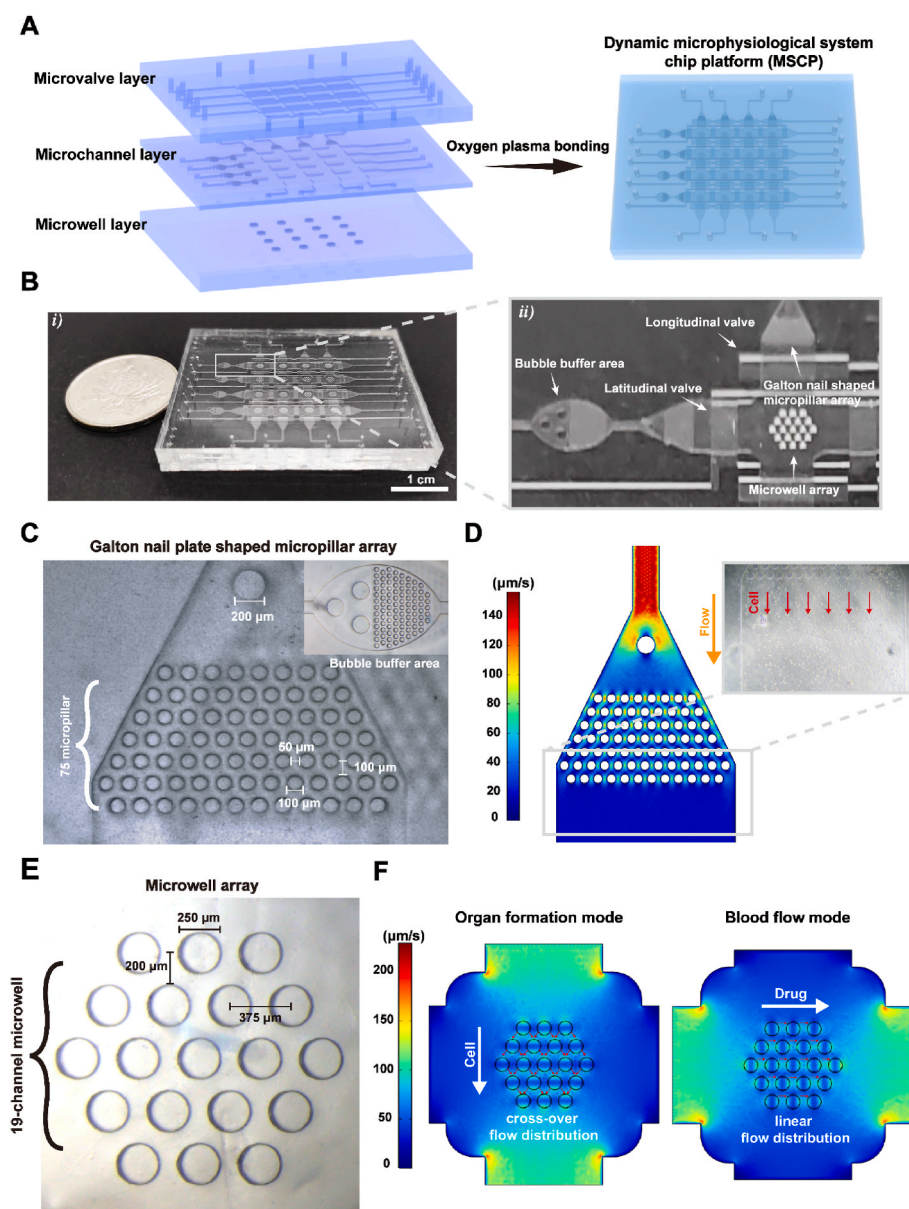 A
Microvalve layer
Microchannel layer
Microwell layer
Oxygen plasma bonding
Dynamic microphysiological system
chip platform (MSCP)
B
i)
1 cm
ii)
Longitudinal valve
Bubble buffer area
Latitudinal valve
Galton nail shaped
micropillar array
Microwell array
C
Galton nail plate shaped micropillar array
200 μm
Bubble buffer area
75 micropillar
50 μm
100 μm
100 μm
D
(μm/s)
140
120
100
80
60
40
20
0
Flow
Cell
E
Microwell array
250 μm
200 μm
375 μm
19-channel microwell
F
Organ formation mode
Blood flow mode
(μm/s)
200
150
100
50
0
Cell
cross-over
flow distribution
Drug
linear
flow distribution